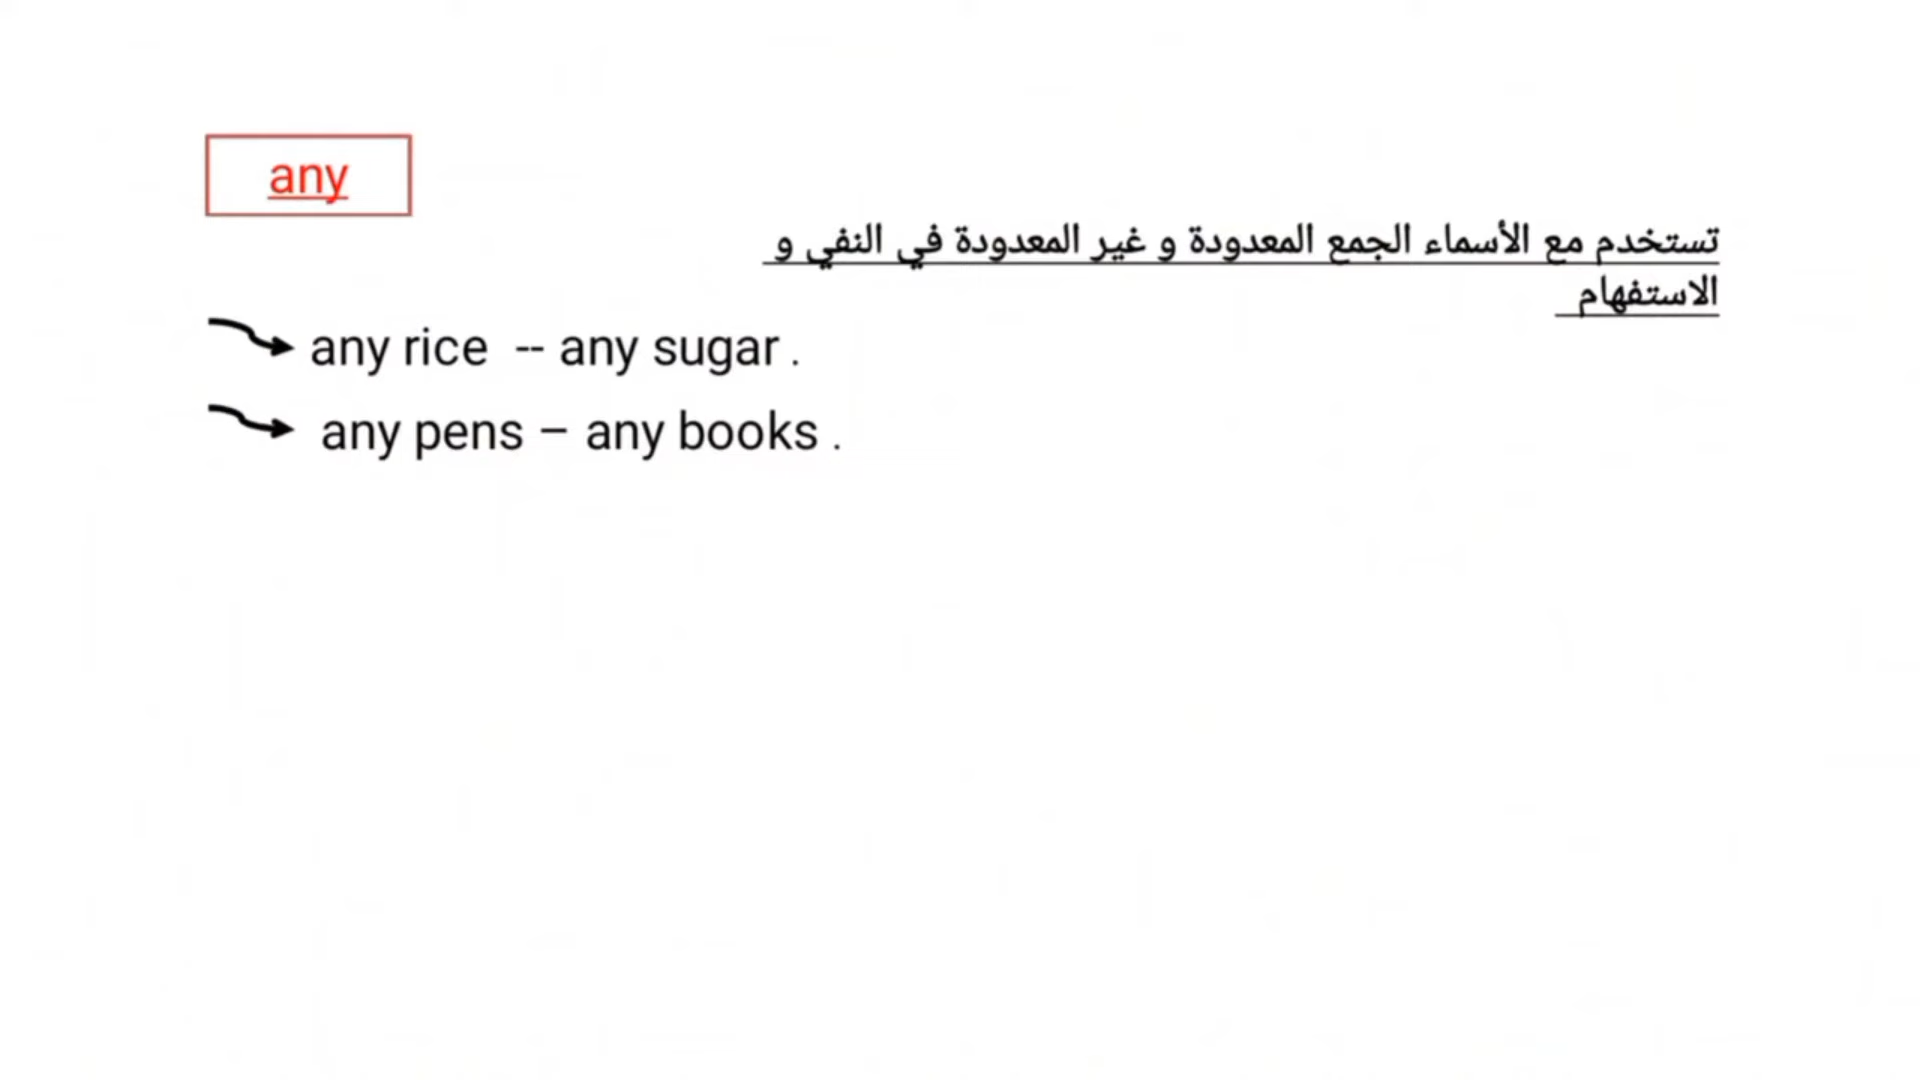 any
تستخدم مع الأسماء الجمع المعدودة و غير المعدودة في النفي و
الاستفهام
any rice -- any sugar .
any pens – any books .